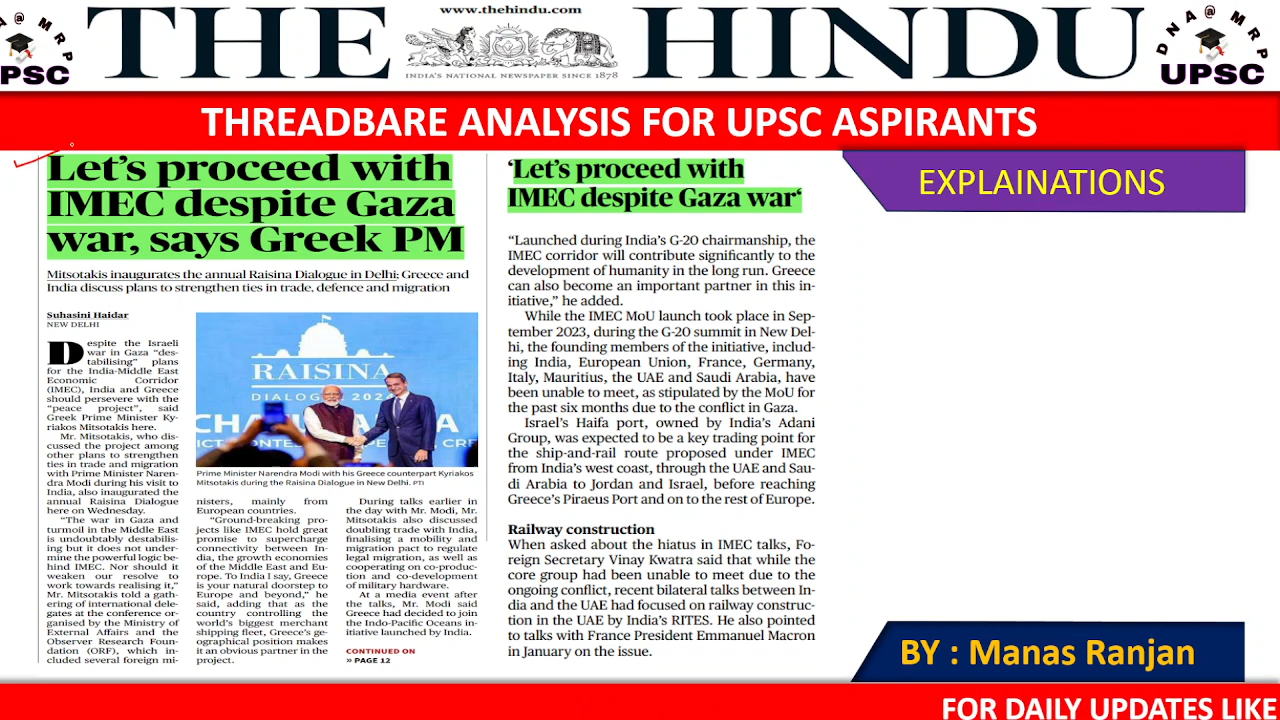 www.thehindu.com
THE HINDU
INDIA'S NATIONAL NEWSPAPER SINCE 1878
DNA@MRP
PSC
DNA@MRP
UPSC
THREADBARE ANALYSIS FOR UPSC ASPIRANTS
Let's proceed with
IMEC despite Gaza
war, says Greek PM
Mitsotakis inaugurates the annual Raisina Dialogue in Delhi; Greece and
India discuss plans to strengthen ties in trade, defence and migration
Suhasini Haidar
NEW DELHI
Despite the Israeli
war in Gaza “des-
tabilising” plans
for the India-Middle East
Economic Corridor
(IMEC), India and Greece
should persevere with the
“peace project”, said
Greek Prime Minister Ky-
riakos Mitsotakis here.
Mr. Mitsotakis, who dis-
cussed the project among
other plans to strengthen
ties in trade and migration
with Prime Minister Naren-
dra Modi during his visit to
India, also inaugurated the
annual Raisina Dialogue
here on Wednesday.
“The war in Gaza and
turmoil in the Middle East
is undoubtedly destabilis-
ing but it does not under-
mine the powerful logic be-
hind IMEC. Nor should it
weaken our resolve to
work towards realising it,”
Mr. Mitsotakis told a gath-
ering of international dele-
gates at the conference or-
ganised by the Ministry of
External Affairs and the
Observer Research Foun-
dation (ORF), which in-
cluded several foreign mi-
RAISINA
DIALOGUE 2024
CHA
Prime Minister Narendra Modi with his Greece counterpart Kyriakos
Mitsotakis during the Raisina Dialogue in New Delhi. PTI
nisters, mainly from
European countries.
“Ground-breaking pro-
jects like IMEC hold great
promise to supercharge
connectivity between In-
dia, the growth economies
of the Middle East and Eu-
rope. To India I say, Greece
is your natural doorstep to
Europe and beyond,” he
said, adding that as the
country controlling the
world's biggest merchant
shipping fleet, Greece's ge-
ographical position makes
it an obvious partner in the
project.
During talks earlier in
the day with Mr. Modi, Mr.
Mitsotakis also discussed
doubling trade with India,
finalising a mobility and
migration pact to regulate
legal migration, as well as
cooperating on co-produc-
tion and co-development
of military hardware.
At a media event after
the talks, Mr. Modi said
Greece had decided to join
the Indo-Pacific Oceans in-
itiative launched by India.
CONTINUED ON
» PAGE 12
‘Let's proceed with
IMEC despite Gaza war‘
“Launched during India's G-20 chairmanship, the
IMEC corridor will contribute significantly to the
development of humanity in the long run. Greece
can also become an important partner in this in-
itiative,” he added.
While the IMEC MoU launch took place in Sep-
tember 2023, during the G-20 summit in New Del-
hi, the founding members of the initiative, includ-
ing India, European Union, France, Germany,
Italy, Mauritius, the UAE and Saudi Arabia, have
been unable to meet, as stipulated by the MoU for
the past six months due to the conflict in Gaza.
Israel's Haifa port, owned by India's Adani
Group, was expected to be a key trading point for
the ship-and-rail route proposed under IMEC
from India's west coast, through the UAE and Sau-
di Arabia to Jordan and Israel, before reaching
Greece's Piraeus Port and on to the rest of Europe.
Railway construction
When asked about the hiatus in IMEC talks, Fo-
reign Secretary Vinay Kwatra said that while the
core group had been unable to meet due to the
ongoing conflict, recent bilateral talks between In-
dia and the UAE had focused on railway construc-
tion in the UAE by India's RITES. He also pointed
to talks with France President Emmanuel Macron
in January on the issue.
EXPLAINATIONS
BY : Manas Ranjan
FOR DAILY UPDATES LIKE